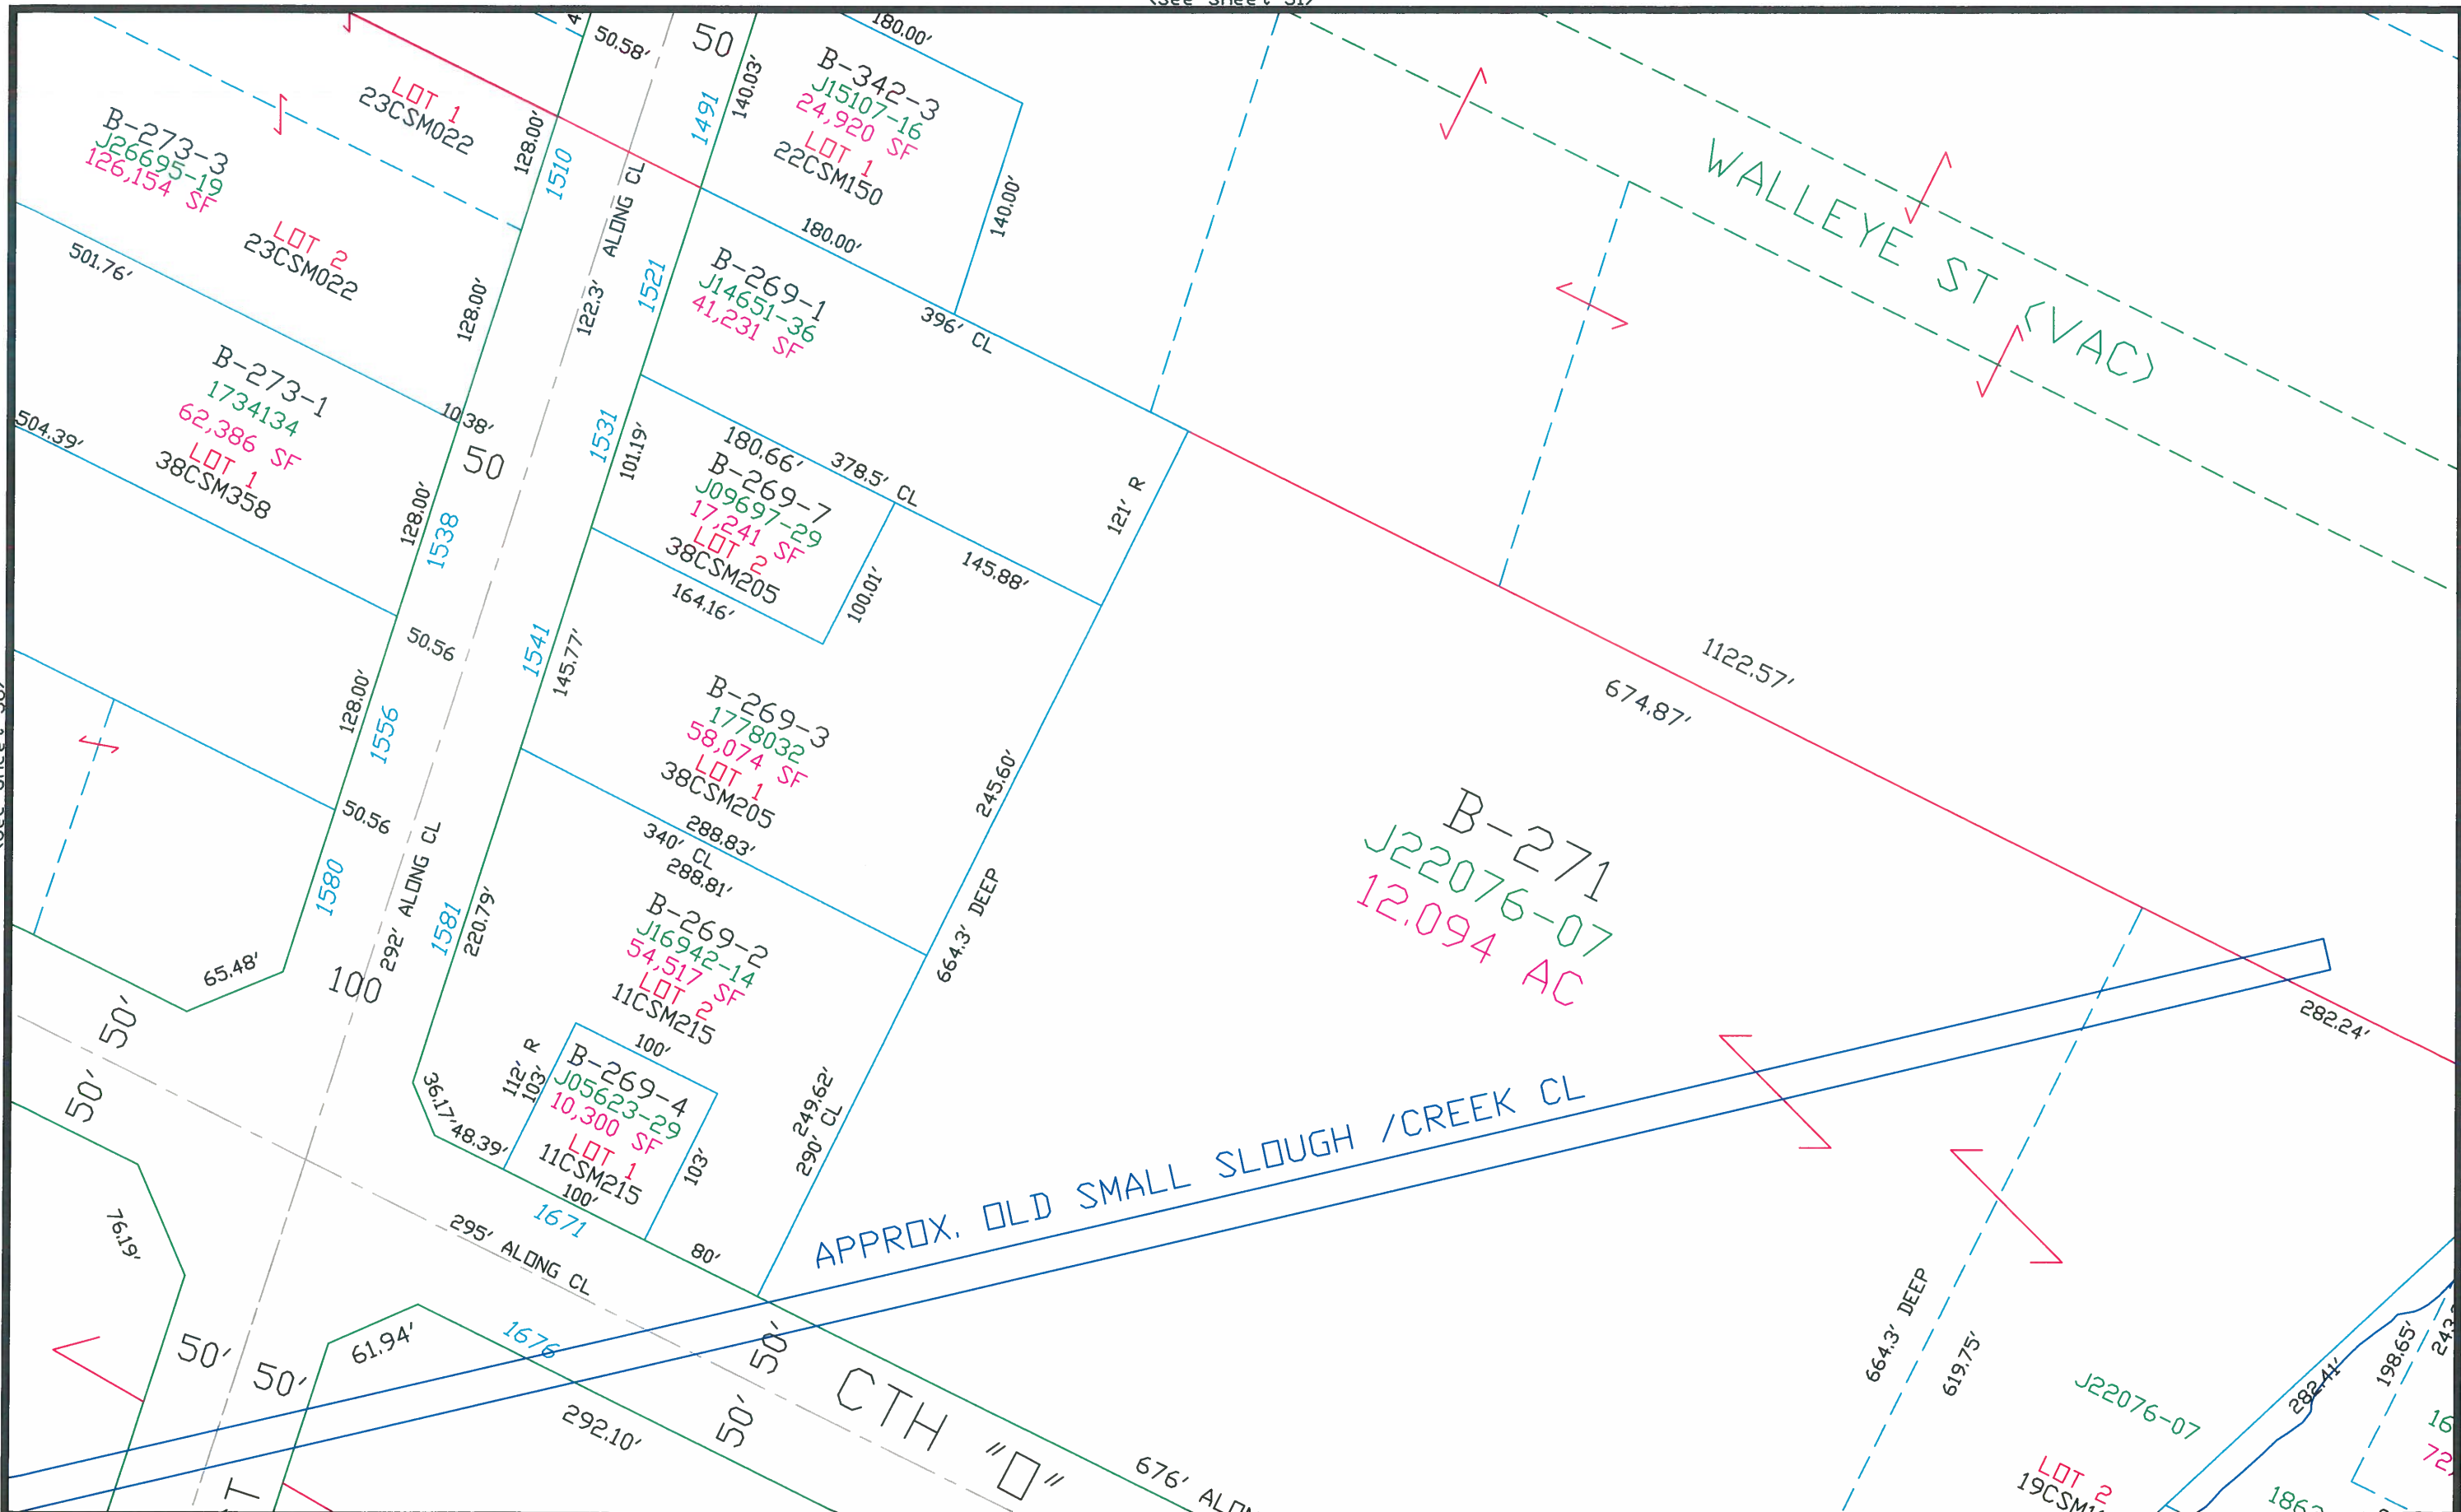 50.58'
50
180.00'
140.03'
1491
B-342-3
J15107-16
24,920 SF
LOT 1
22CSM150
140.00'
180.00'
LOT 1
23CSM022
128.00'
1510
B-273-3
J26695-19
126,154 SF
LOT 2
23CSM022
501.76'
128.00'
122.3' ALONG CL
1521
B-269-1
J14651-36
41,231 SF
396' CL
WALLEYE ST (VAC)
B-273-1
1734134
62,386 SF
LOT 1
38CSM358
504.39'
10.38'
50
128.00'
1538
1531
101.19'
180.66'
378.5' CL
B-269-7
J09697-29
17,241 SF
LOT 2
38CSM205
164.16'
100.01'
145.88'
121' R
50.56
128.00'
1556
1541
145.77'
B-269-3
1778032
58,074 SF
LOT 1
38CSM205
245.60'
1122.57'
674.87'
50.56
1580
292' ALONG CL
1581
220.79'
288.83'
340' CL
288.81'
664.3' DEEP
B-269-2
J16942-14
54,517 SF
LOT 2
11CSM215
B-271
J22076-07
12.094 AC
282.24'
65.48'
100
50'
50'
36.17'
48.39'
112' R
103'
100'
B-269-4
J05623-29
10,300 SF
LOT 1
11CSM215
100'
103'
249.62'
290' CL
1671
80'
295' ALONG CL
APPROX. OLD SMALL SLOUGH /CREEK CL
76.19'
50'
50'
61.94'
1676
292.10'
50'
50'
CTH "O"
676'
664.3' DEEP
619.75'
J22076-07
LOT 2
282.41'
198.65'